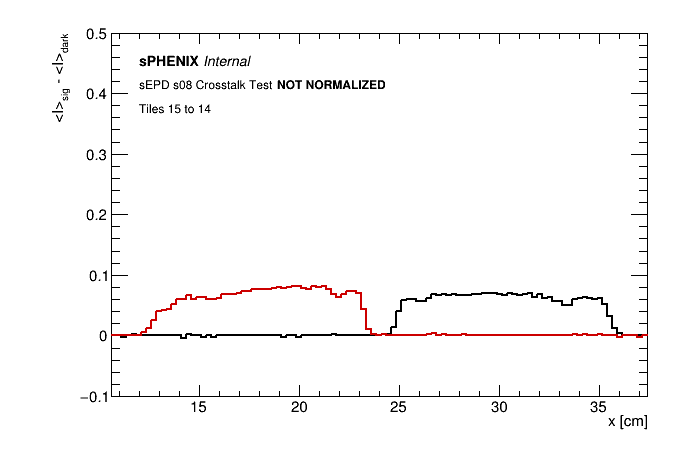 0.5
<I>sig - <I>dark
sPHENIX Internal
sEPD s08 Crosstalk Test NOT NORMALIZED
0.4
Tiles 15 to 14
0.3
0.2
0.1
0
−0.1
15 20 25 30 35
x [cm]